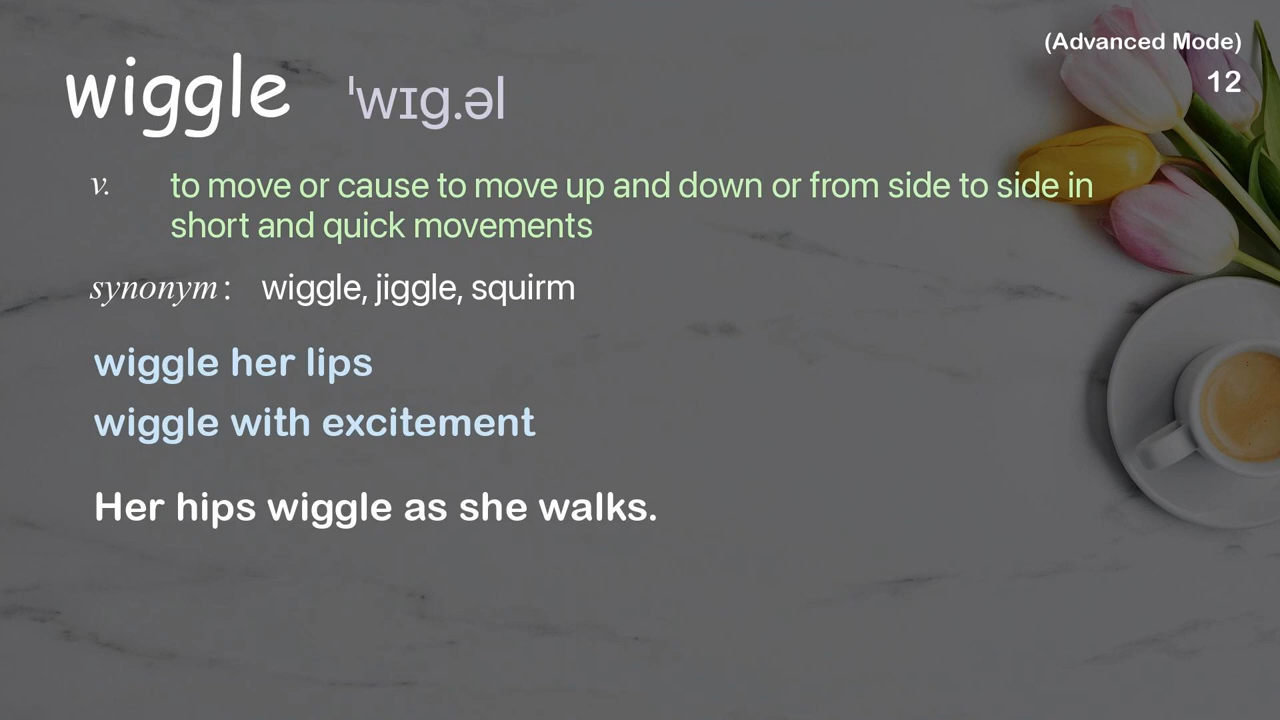 (Advanced Mode)
12
wiggle ˈwɪg.əl
v. to move or cause to move up and down or from side to side in
short and quick movements
synonym: wiggle, jiggle, squirm
wiggle her lips
wiggle with excitement
Her hips wiggle as she walks.